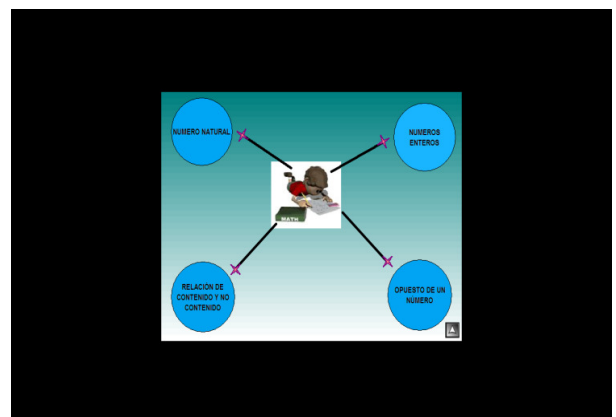 NUMERO NATURAL
NUMEROS
ENTEROS
MATH
RELACIÓN DE
CONTENIDO Y NO
CONTENIDO
OPUESTO DE UN
NÚMERO